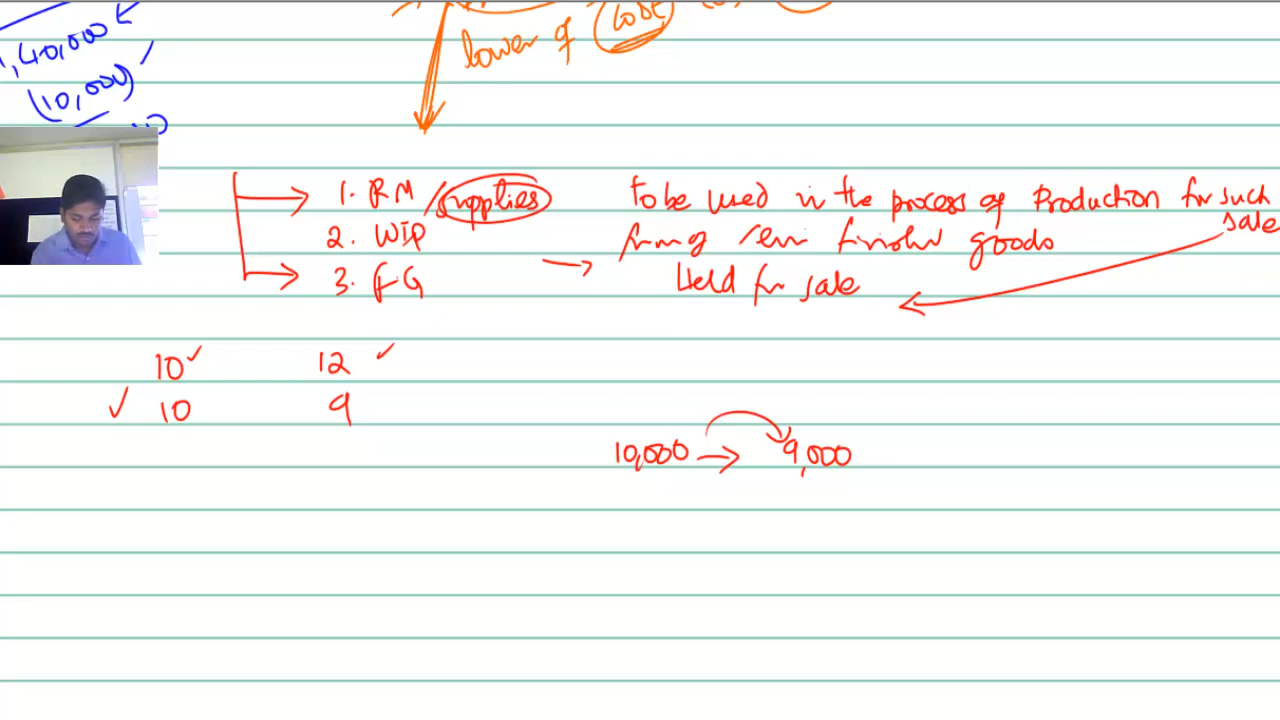 1,40,000
(10,000)
lower of cost
1. RM/supplies to be used in the process of Production for such sale
2. WIP form of semi finished goods
3. FG → Held for sale
10 ✓ 12 ✓
✓ 10 9
10,000 → 9,000